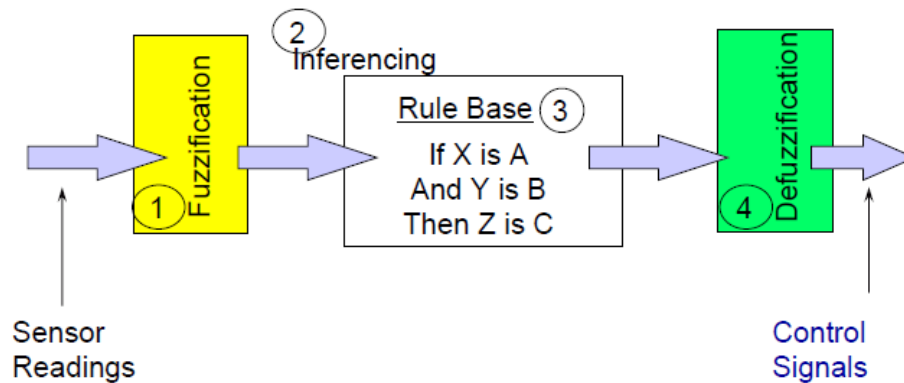 2
Inferencing
Fuzzification
1
Rule Base 3
If X is A
And Y is B
Then Z is C
Defuzzification
4
Sensor
Readings
Control
Signals